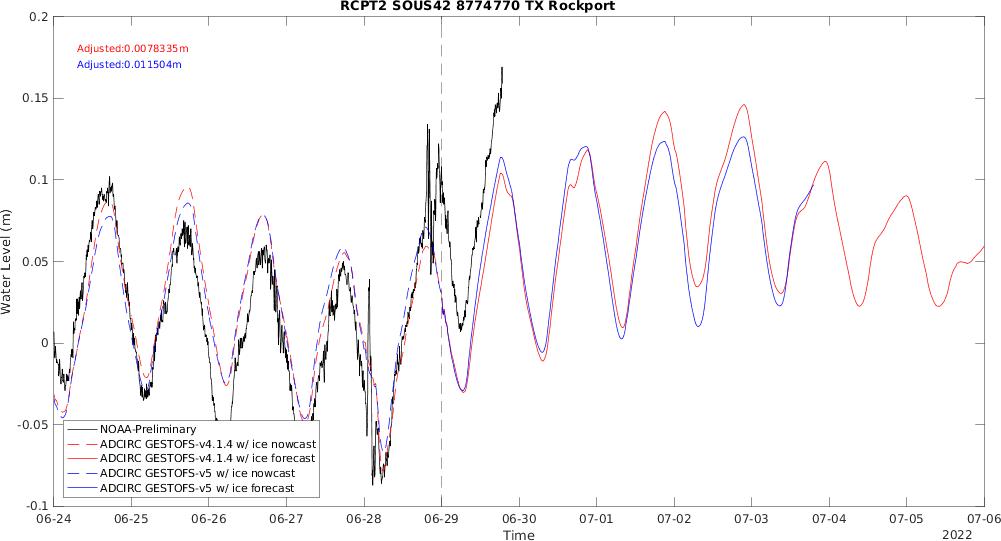 RCPT2 SOUS42 8774770 TX Rockport
Adjusted:0.0078335m
Adjusted:0.011504m
Water Level (m)
0.2
0.15
0.1
0.05
0
-0.05
-0.1
NOAA-Preliminary
ADCIRC GESTOFS-v4.1.4 w/ ice nowcast
ADCIRC GESTOFS-v4.1.4 w/ ice forecast
ADCIRC GESTOFS-v5 w/ ice nowcast
ADCIRC GESTOFS-v5 w/ ice forecast
06-24 06-25 06-26 06-27 06-28 06-29 06-30 07-01 07-02 07-03 07-04 07-05 07-06
Time
2022